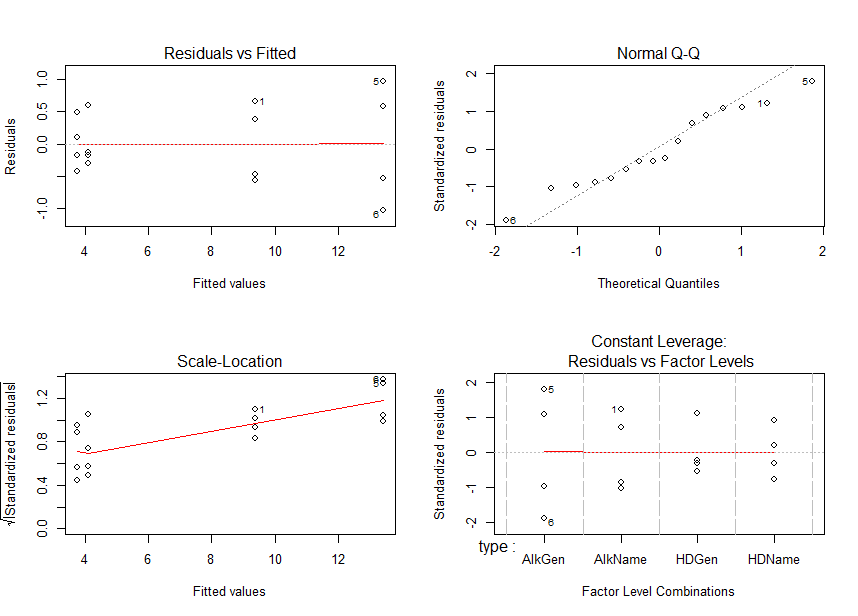 Residuals vs Fitted
Residuals
1.0
0.5
0.0
-1.0
5
1
6
4
6
8
10
12
Fitted values
Normal Q-Q
Standardized residuals
2
1
0
-1
-2
5
1
6
-2
-1
0
1
2
Theoretical Quantiles
Scale-Location
√|Standardized residuals|
1.2
0.8
0.4
0.0
6
5
1
4
6
8
10
12
Fitted values
Constant Leverage:
Residuals vs Factor Levels
Standardized residuals
2
1
0
-1
-2
5
1
6
type :
AlkGen
AlkName
HDGen
HDName
Factor Level Combinations